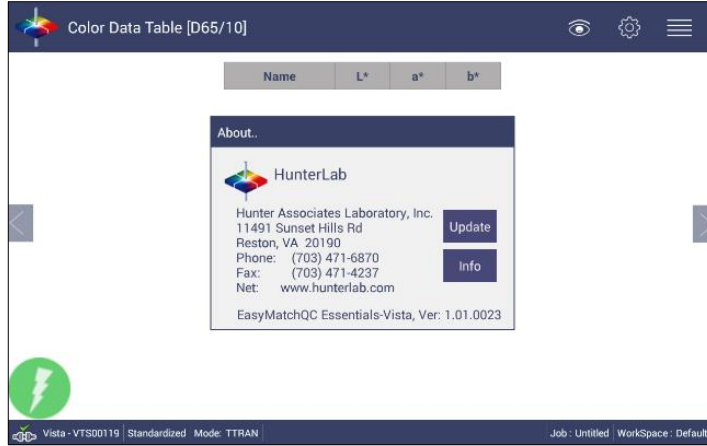 Color Data Table [D65/10]
Name L* a* b*
About..
HunterLab
Hunter Associates Laboratory, Inc.
11491 Sunset Hills Rd
Reston, VA 20190
Phone: (703) 471-6870
Fax: (703) 471-4237
Net: www.hunterlab.com
Update
Info
EasyMatchQC Essentials-Vista, Ver: 1.01.0023
Vista - VTS00119 Standardized Mode: TTRAN Job : Untitled WorkSpace : Default